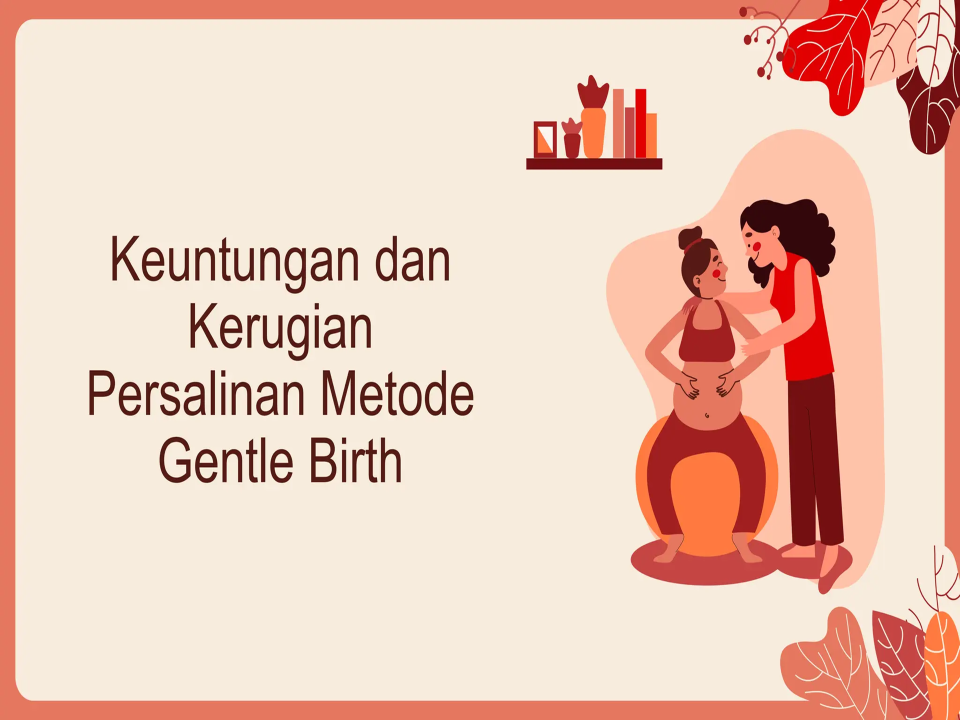 Keuntungan dan
Kerugian
Persalinan Metode
Gentle Birth